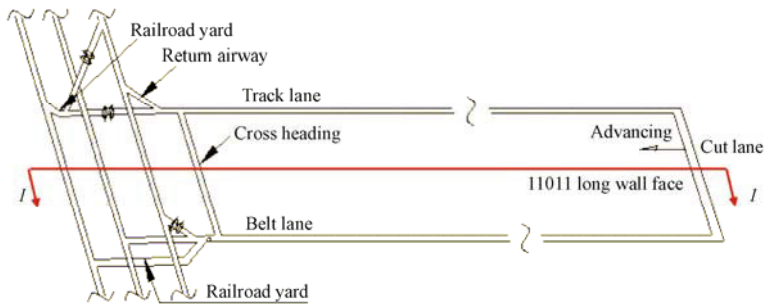 Railroad yard
Return airway
Track lane
Cross heading
Advancing
Cut lane
I
11011 long wall face
I
Belt lane
Railroad yard